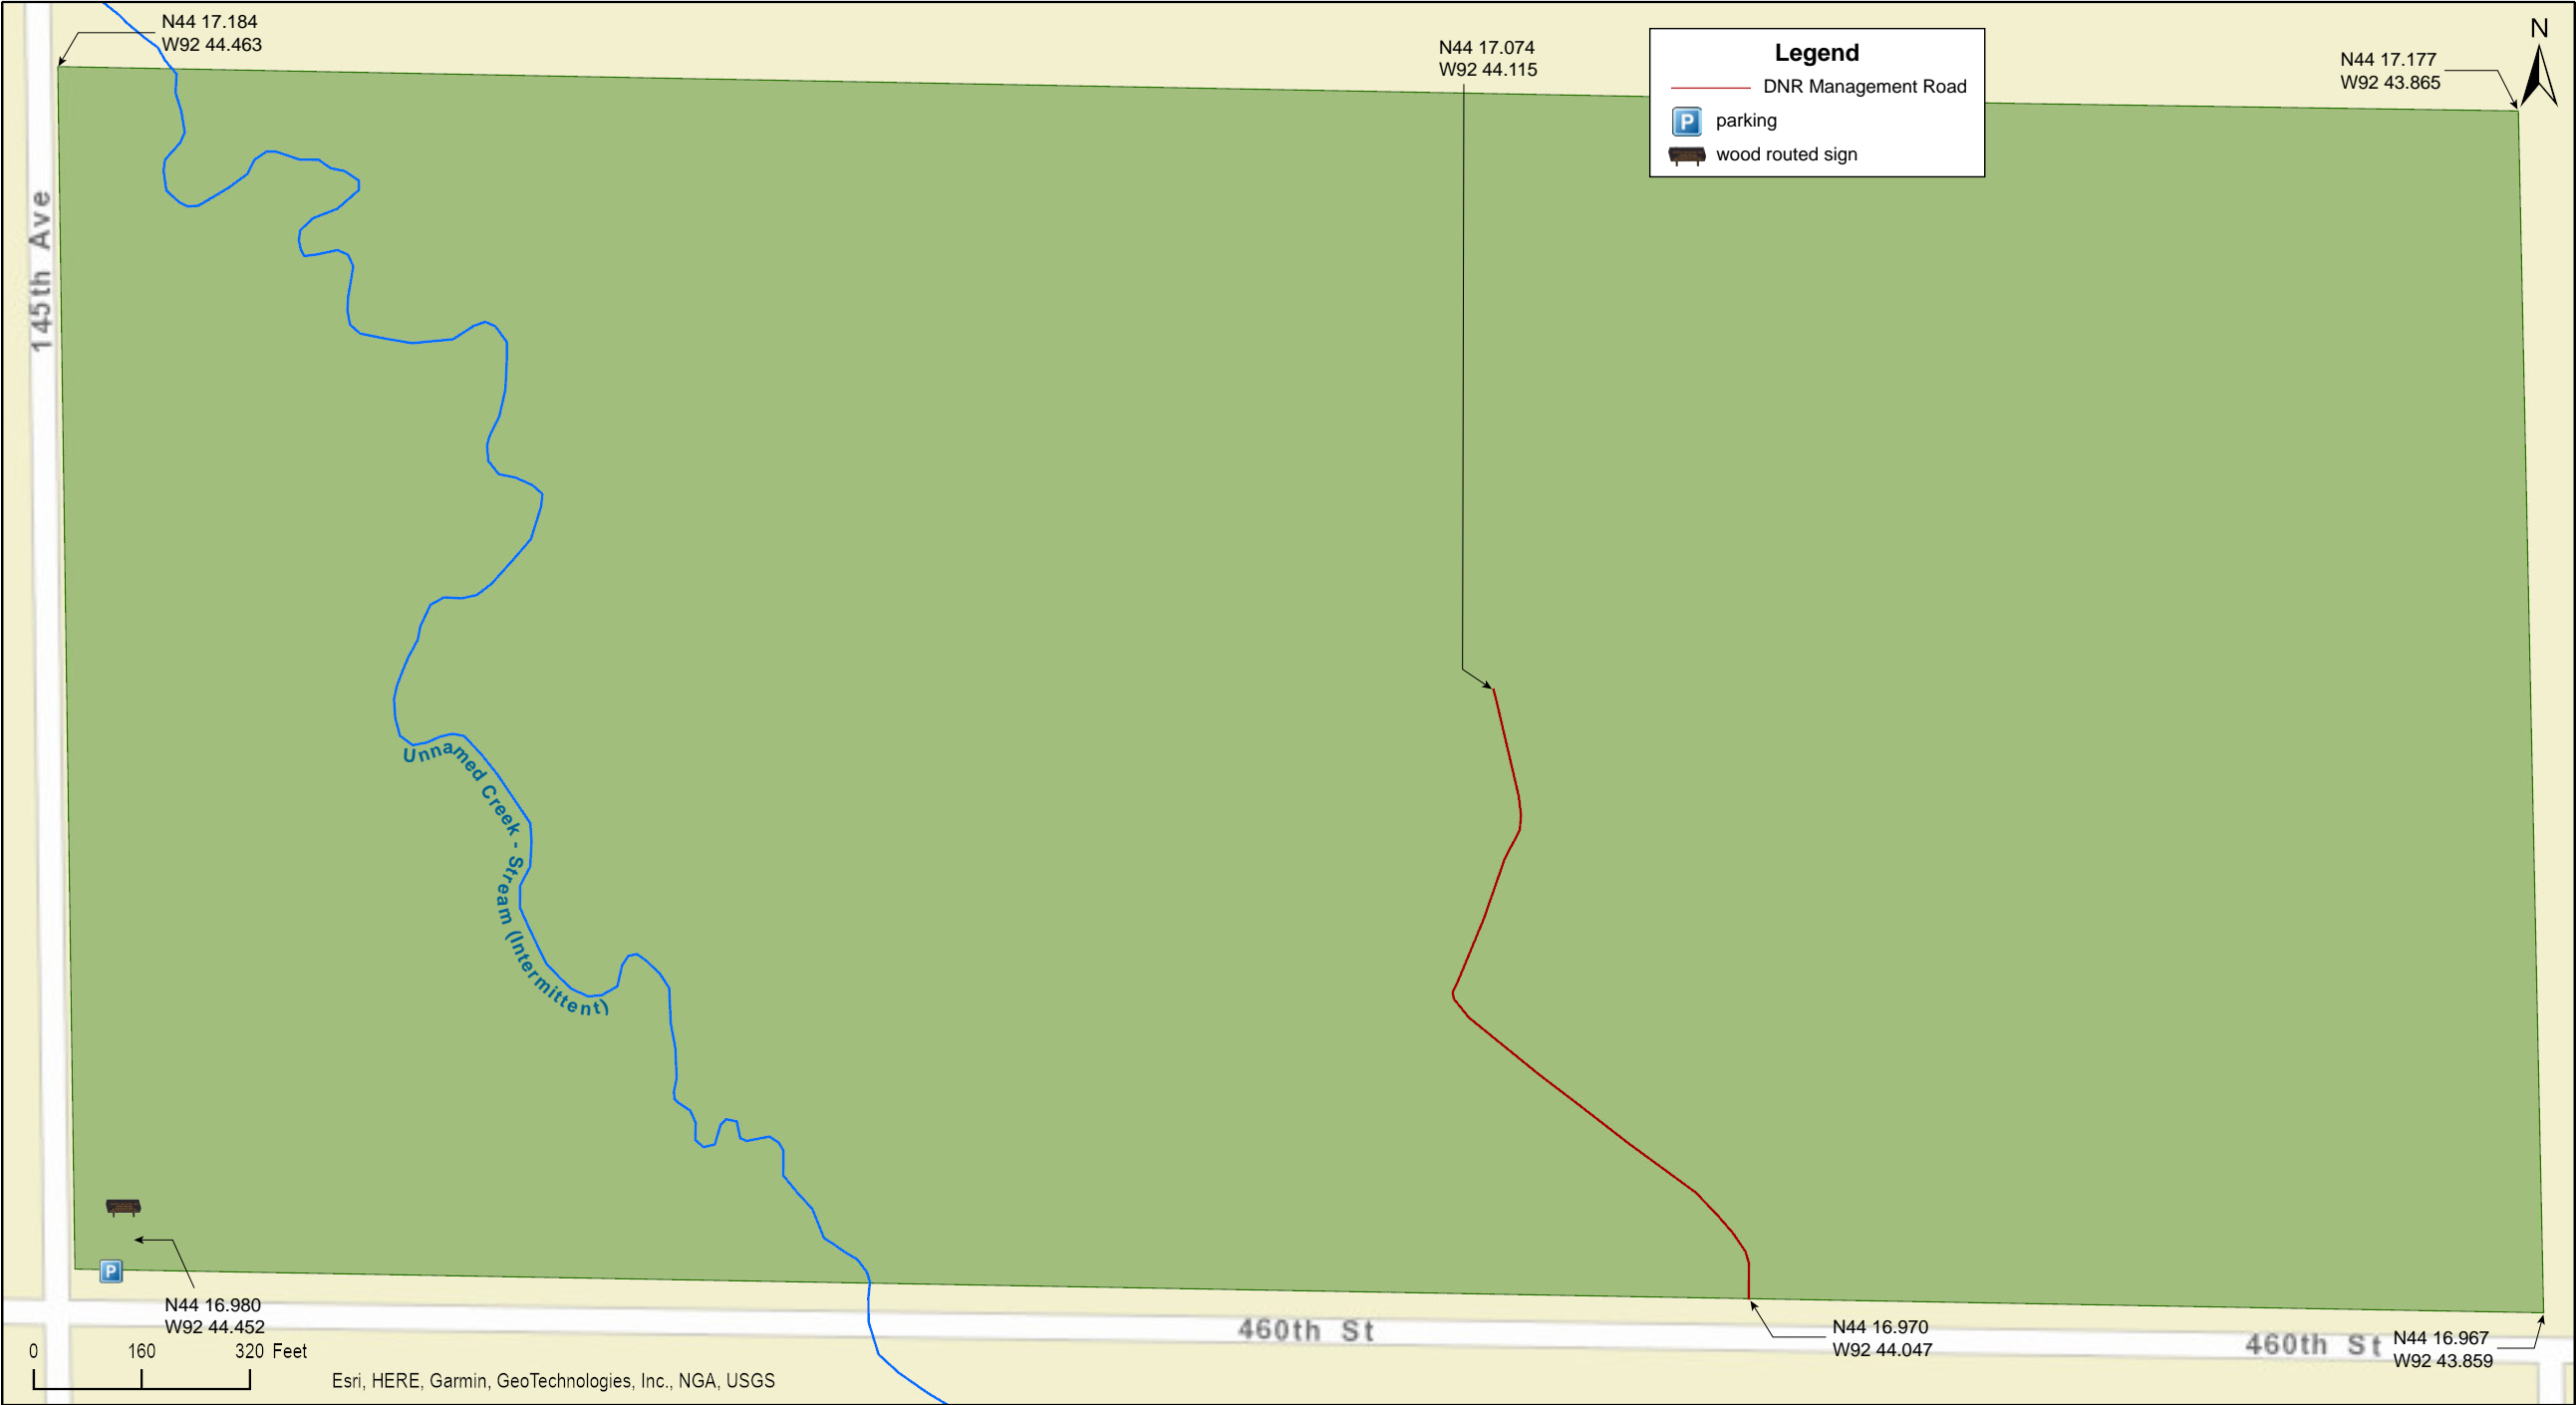 N44 17.184
W92 44.463
N44 17.074
W92 44.115
Legend
DNR Management Road
P parking
wood routed sign
N44 17.177
W92 43.865
N
145th Ave
Unnamed Creek - Stream (Intermittent)
P
N44 16.980
W92 44.452
460th St
N44 16.970
W92 44.047
460th St
N44 16.967
W92 43.859
0 160 320 Feet
Esri, HERE, Garmin, GeoTechnologies, Inc., NGA, USGS